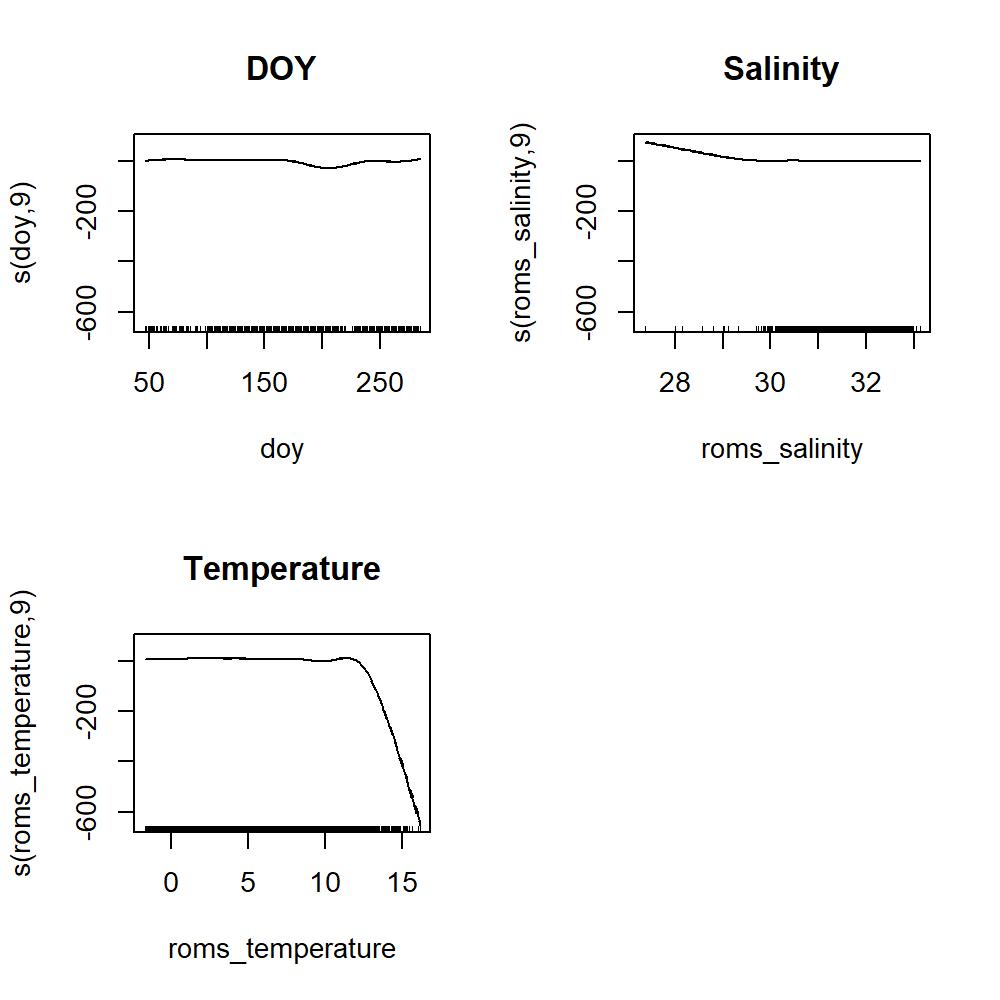 DOY
s(doy,9)
-200
-600
50 150 250
doy
Salinity
s(roms_salinity,9)
-200
-600
28 30 32
roms_salinity
Temperature
s(roms_temperature,9)
-200
-600
0 5 10 15
roms_temperature